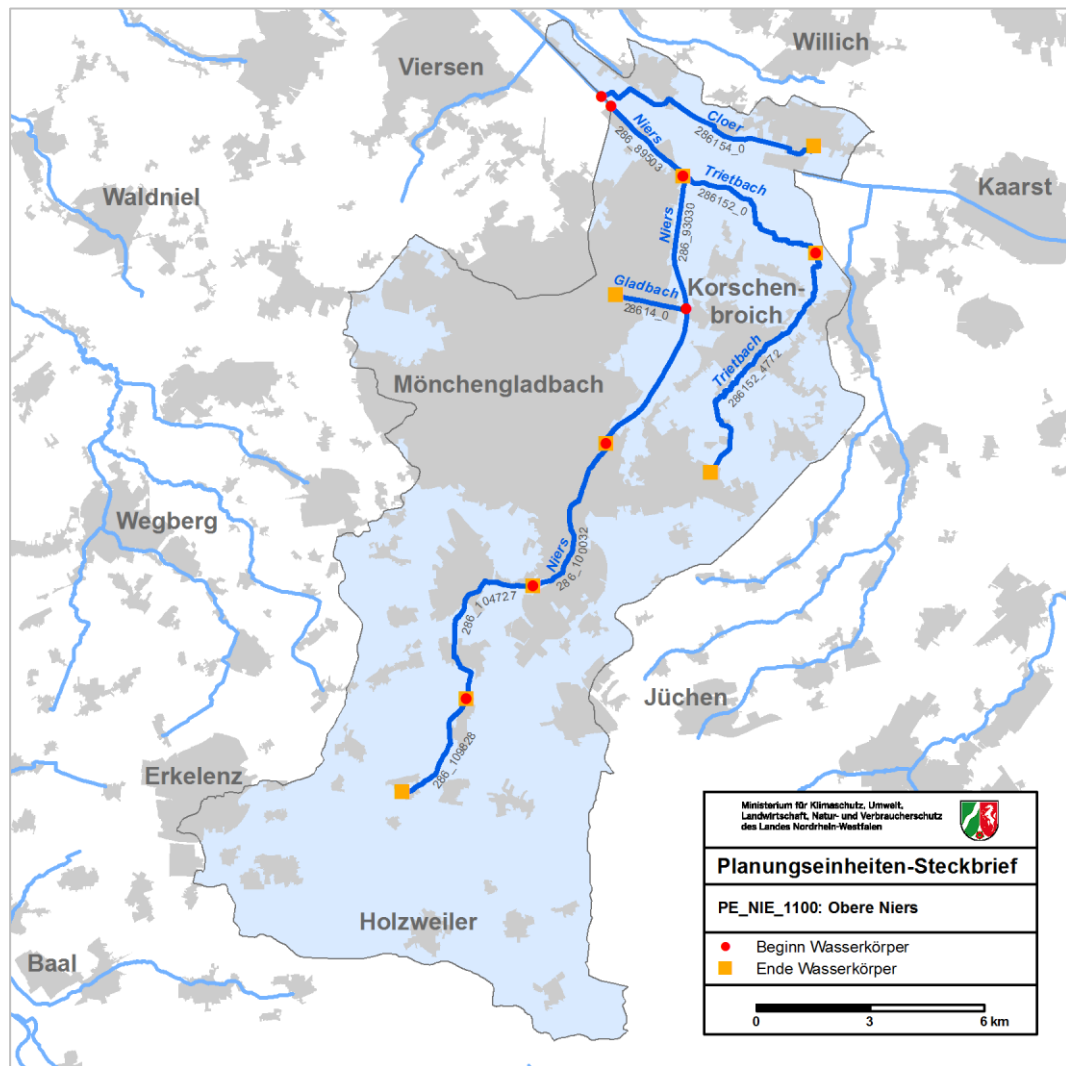 Willich
Viersen
Cloer
286154_0
Niers
286_89503
Trietbach
286152_0
Kaarst
Waldniel
Niers
286_93030
Gladbach
28614_0
Korschen-
broich
Trietbach
286152_4772
Mönchengladbach
Wegberg
Niers
286_100032
286_104727
Jüchen
286_109828
Erkelenz
Holzweiler
Baal
Ministerium für Klimaschutz, Umwelt,
Landwirtschaft, Natur- und Verbraucherschutz
des Landes Nordrhein-Westfalen
Planungseinheiten-Steckbrief
PE_NIE_1100: Obere Niers
Beginn Wasserkörper
Ende Wasserkörper
0 3 6 km